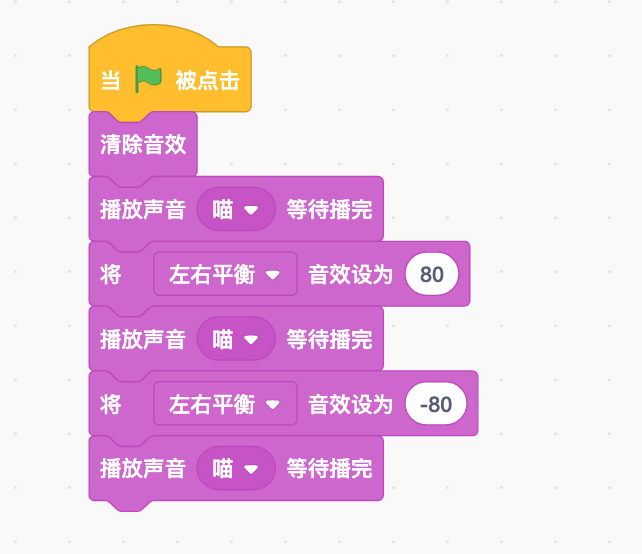 当 被点击
清除音效
播放声音 喵 等待播完
将 左右平衡 音效设为 80
播放声音 喵 等待播完
将 左右平衡 音效设为 -80
播放声音 喵 等待播完